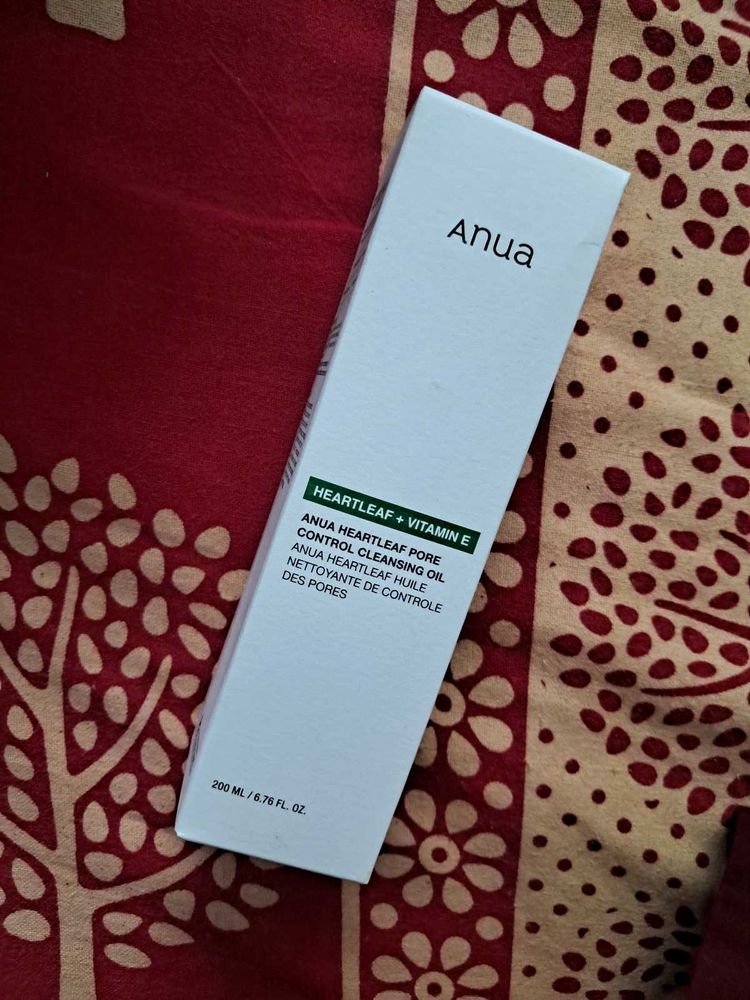 Anua
HEARTLEAF + VITAMIN E
ANUA HEARTLEAF PORE
CONTROL CLEANSING OIL
ANUA HEARTLEAF HUILE
NETTOYANTE DE CONTROLE
DES PORES
200 ML / 6.76 FL. OZ.